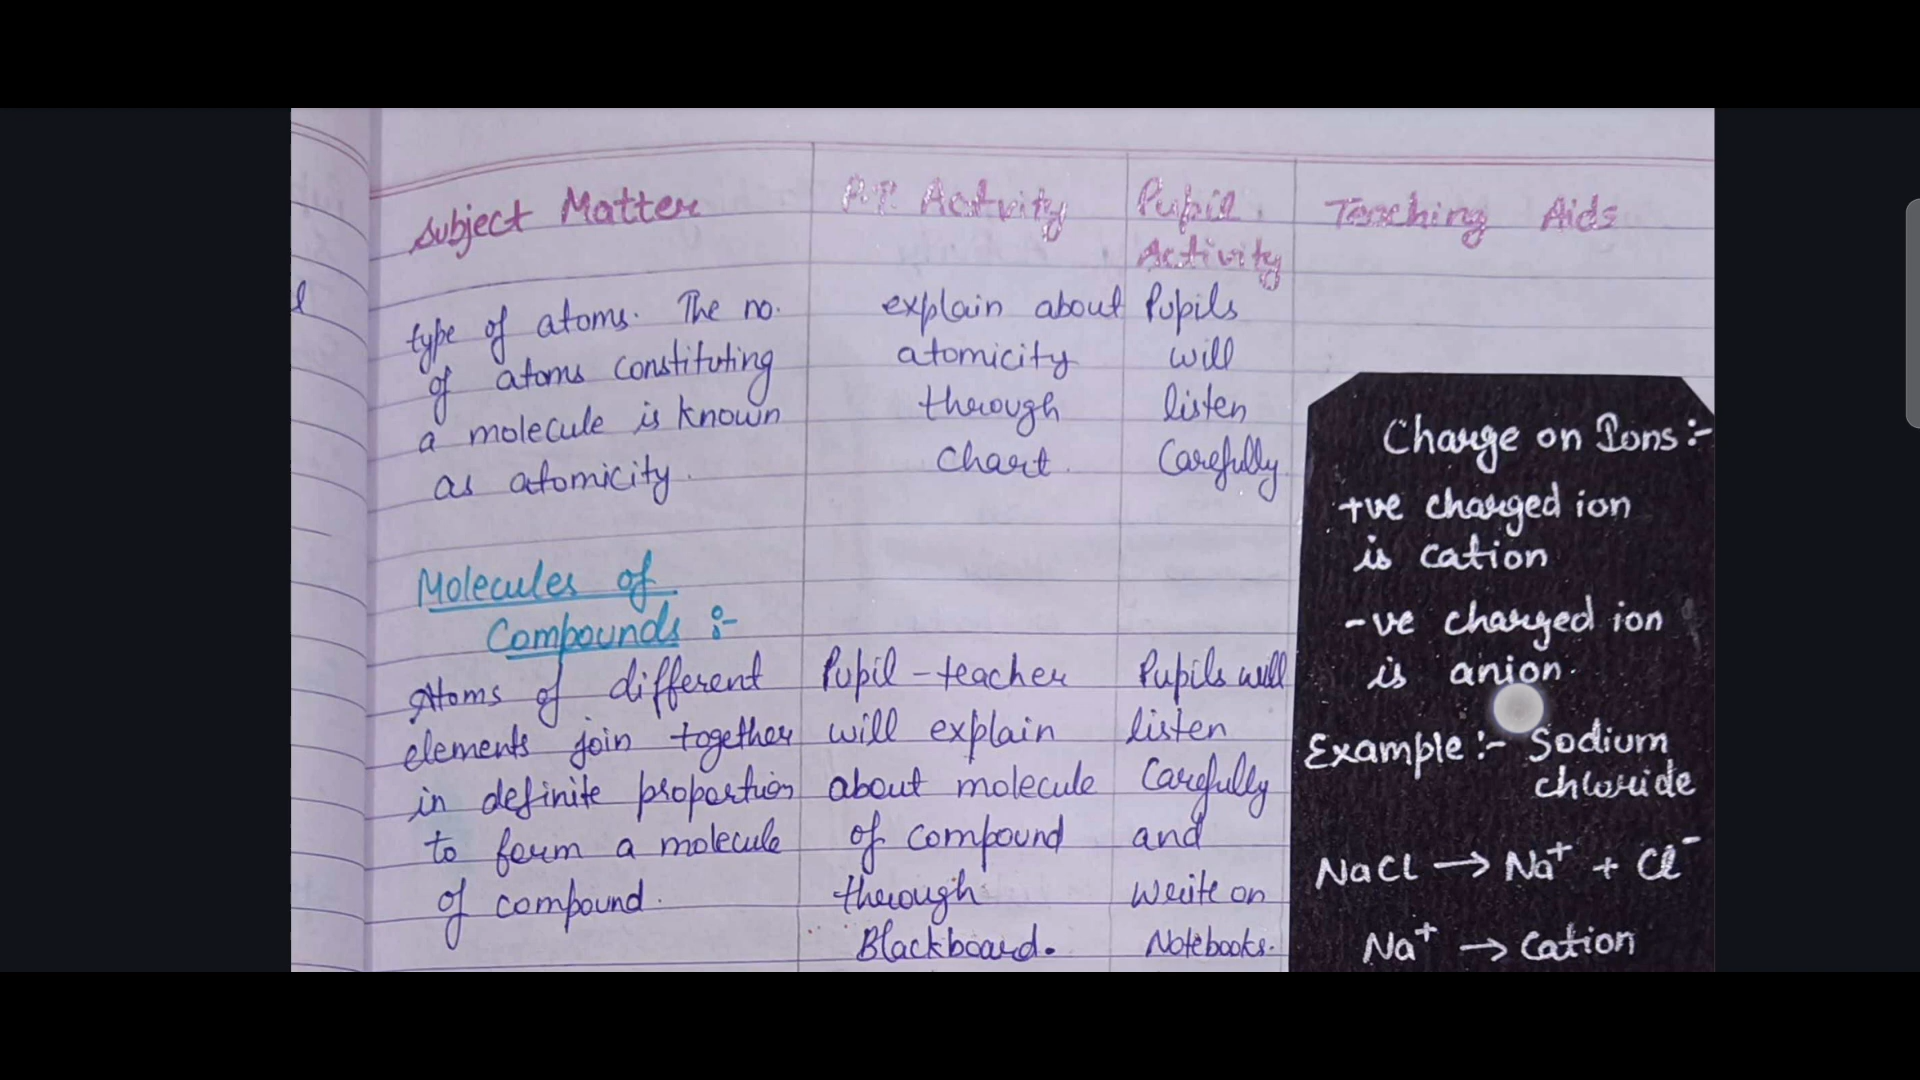 Subject Matter
P.T. Activity
Pupil
Activity
Teaching Aids
type of atoms. The no.
of atoms constituting
a molecule is known
as atomicity.
explain about
atomicity
through
chart.
Pupils
will
listen
Carefully
Molecules of
Compounds :-
Atoms of different
elements join together
in definite proportion
to form a molecule
of compound.
Pupil-teacher
will explain
about molecule
of compound
through
Blackboard.
Pupils will
listen
Carefully
and
Write on
Notebooks.
Charge on Ions :-
+ve charged ion
is cation
-ve charged ion
is anion.
Example :- Sodium
chloride
NaCl → Na⁺ + Cl⁻
Na⁺ → Cation